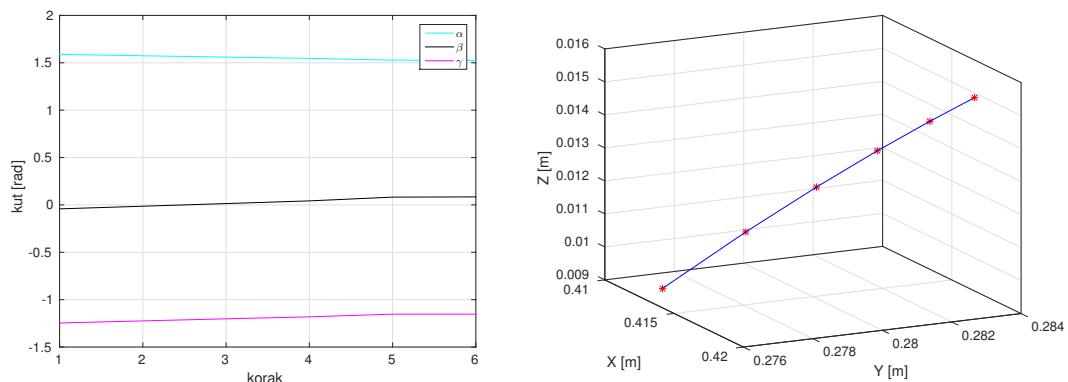 2
1.5
1
0.5
0
-0.5
-1
-1.5
kut [rad]
1 2 3 4 5 6
korak
α
β
γ
0.016
0.015
0.014
0.013
0.012
0.011
0.01
0.009
Z [m]
0.41
0.415
0.42
X [m]
0.276
0.278
0.28
0.282
0.284
Y [m]